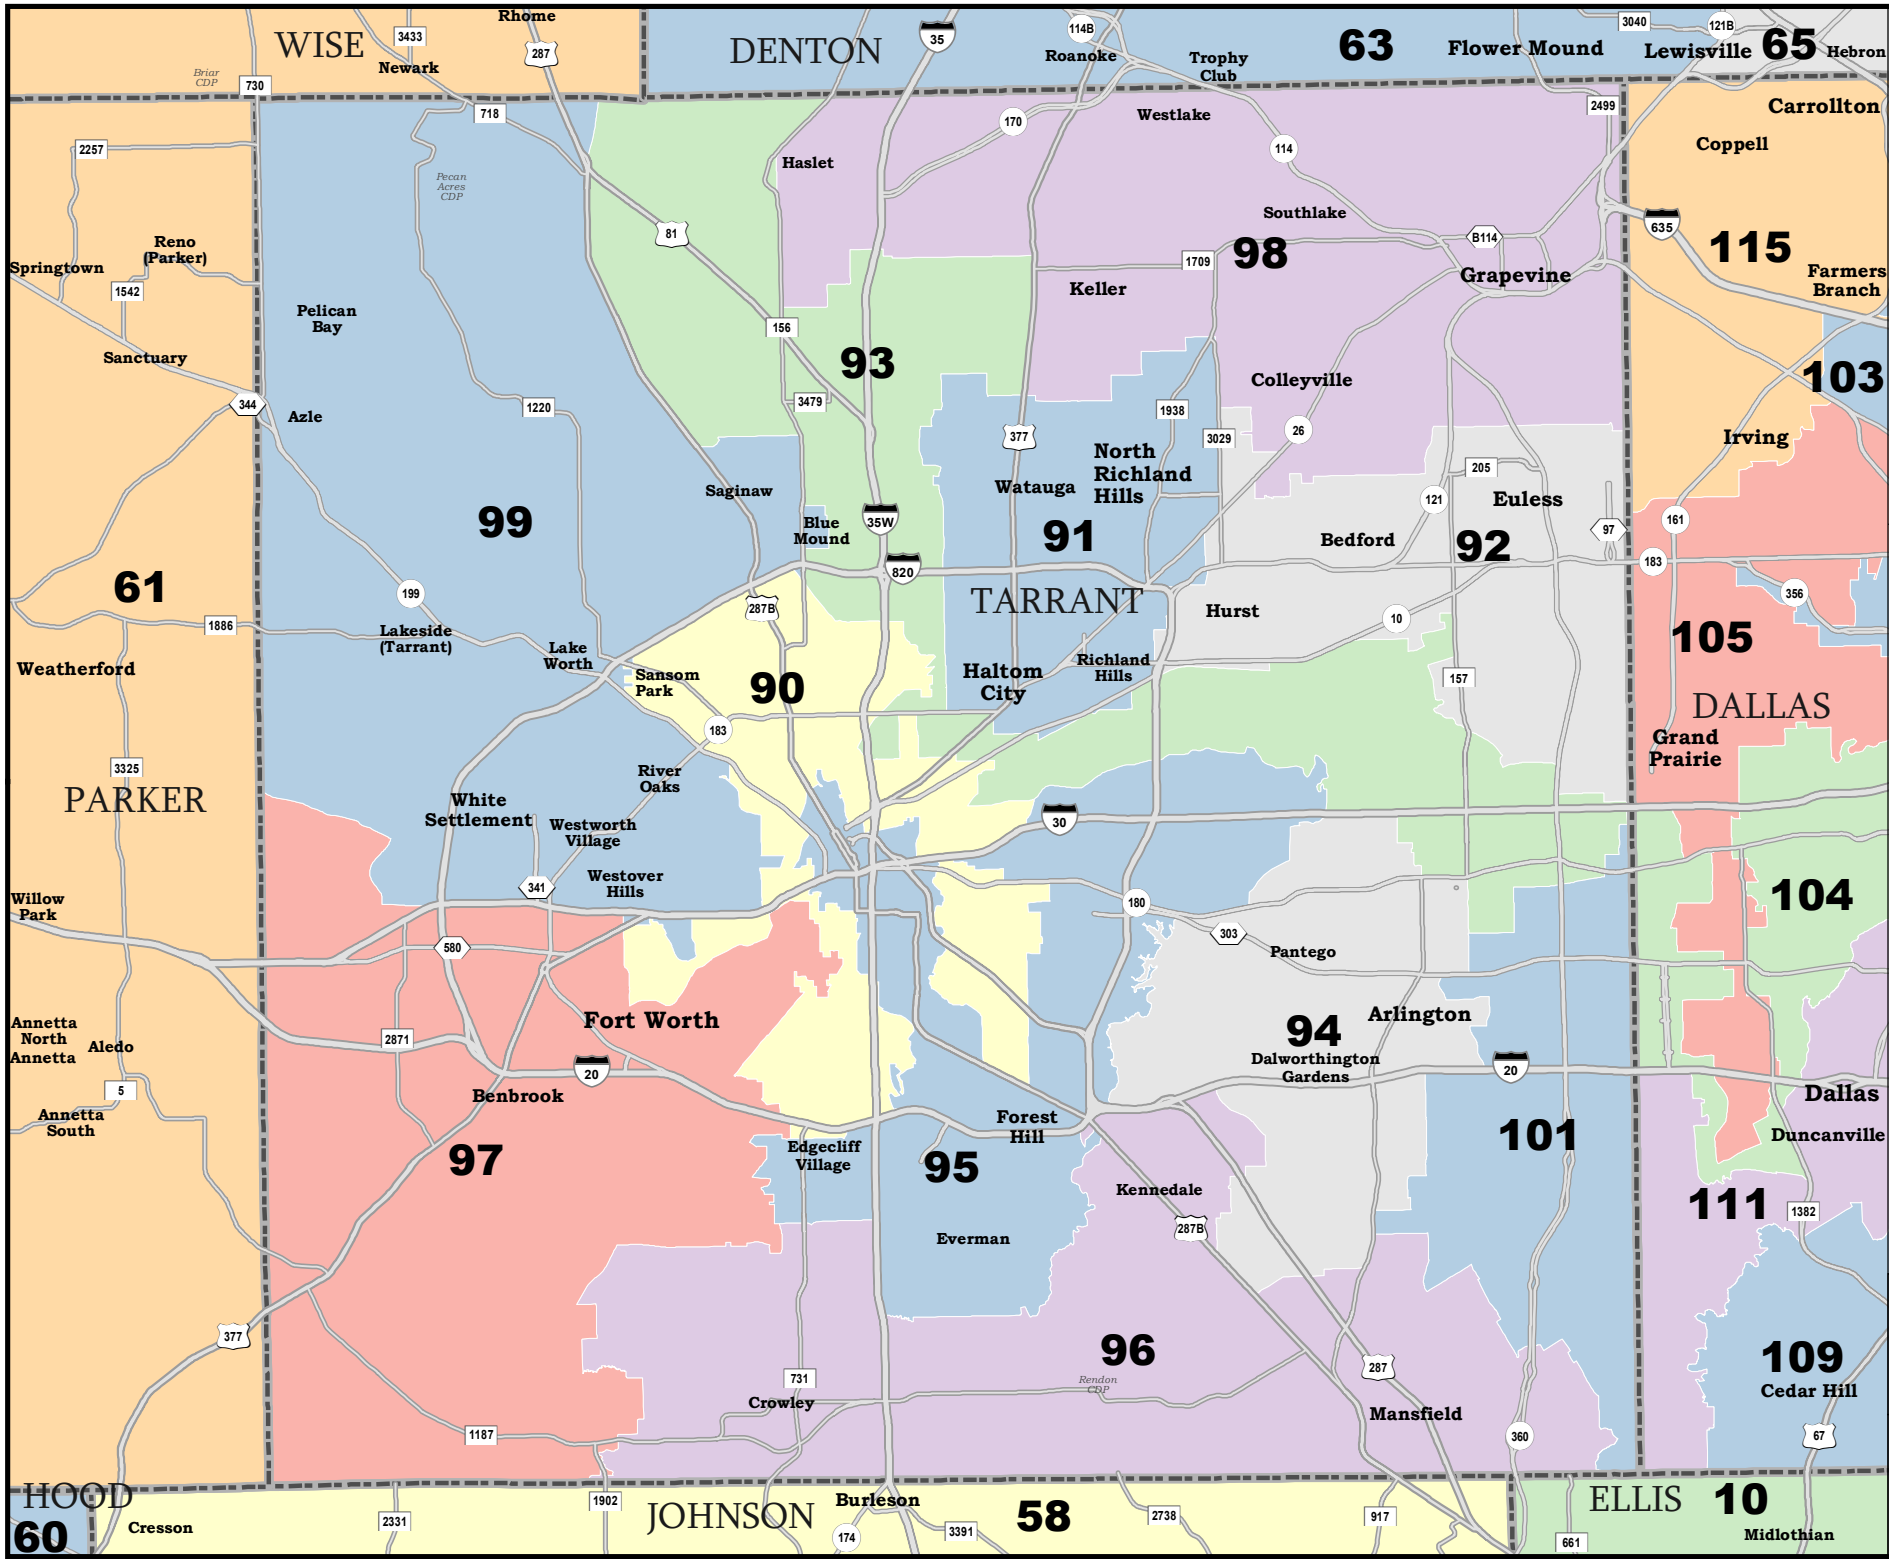 Rhome
WISE
3433
287
Newark
Briar
CDP
730
DENTON
35
114B
Roanoke
Trophy
Club
63
Flower Mound
3040
121B
Lewisville
65
Hebron
718
2257
170
Westlake
114
2499
Carrollton
Coppell
Haslet
Pecan
Acres
CDP
81
Southlake
98
B114
635
115
Springtown
Reno
(Parker)
1542
1709
Grapevine
Keller
Farmers
Branch
Pelican
Bay
156
Sanctuary
93
103
Colleyville
344
Azle
1220
3479
1938
26
377
3029
Irving
North
Richland
Hills
205
Watauga
121
Euless
Saginaw
99
Blue
Mound
35W
91
Bedford
92
97
161
820
183
61
199
TARRANT
287B
356
1886
Lakeside
(Tarrant)
Hurst
10
105
Weatherford
Lake
Worth
Sansom
Park
90
Haltom
City
Richland
Hills
157
DALLAS
183
Grand
Prairie
3325
PARKER
River
Oaks
White
Settlement
Westworth
Village
30
341
Westover
Hills
Willow
Park
180
104
580
303
Pantego
Annetta
North
Annetta
Aledo
2871
Fort Worth
94
Arlington
Dalworthington
Gardens
5
20
20
Benbrook
Dallas
Annetta
South
Forest
Hill
101
Duncanville
97
Edgecliff
Village
95
Kennedale
111
1382
287B
Everman
377
96
287
109
Cedar Hill
731
Rendon
CDP
Crowley
Mansfield
1187
360
67
HOOD
60
Cresson
2331
1902
JOHNSON
Burleson
174
3391
58
2738
917
ELLIS
10
661
Midlothian